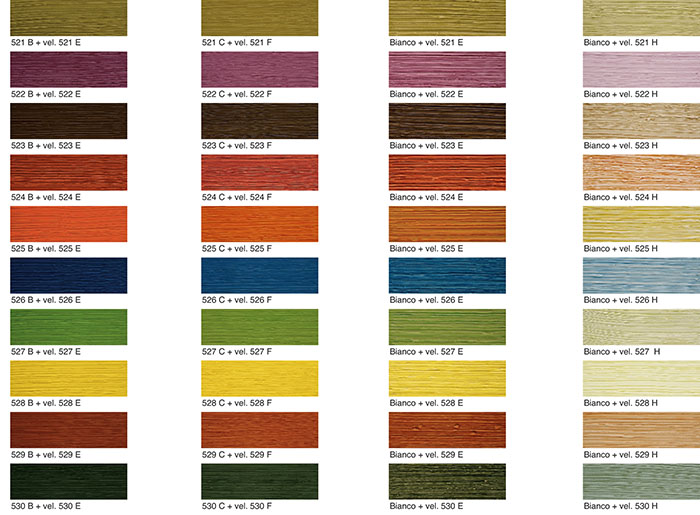 521 B + vel. 521 E
521 C + vel. 521 F
Bianco + vel. 521 E
Bianco + vel. 521 H
522 B + vel. 522 E
522 C + vel. 522 F
Bianco + vel. 522 E
Bianco + vel. 522 H
523 B + vel. 523 E
523 C + vel. 523 F
Bianco + vel. 523 E
Bianco + vel. 523 H
524 B + vel. 524 E
524 C + vel. 524 F
Bianco + vel. 524 E
Bianco + vel. 524 H
525 B + vel. 525 E
525 C + vel. 525 F
Bianco + vel. 525 E
Bianco + vel. 525 H
526 B + vel. 526 E
526 C + vel. 526 F
Bianco + vel. 526 E
Bianco + vel. 526 H
527 B + vel. 527 E
527 C + vel. 527 F
Bianco + vel. 527 E
Bianco + vel. 527 H
528 B + vel. 528 E
528 C + vel. 528 F
Bianco + vel. 528 E
Bianco + vel. 528 H
529 B + vel. 529 E
529 C + vel. 529 F
Bianco + vel. 529 E
Bianco + vel. 529 H
530 B + vel. 530 E
530 C + vel. 530 F
Bianco + vel. 530 E
Bianco + vel. 530 H